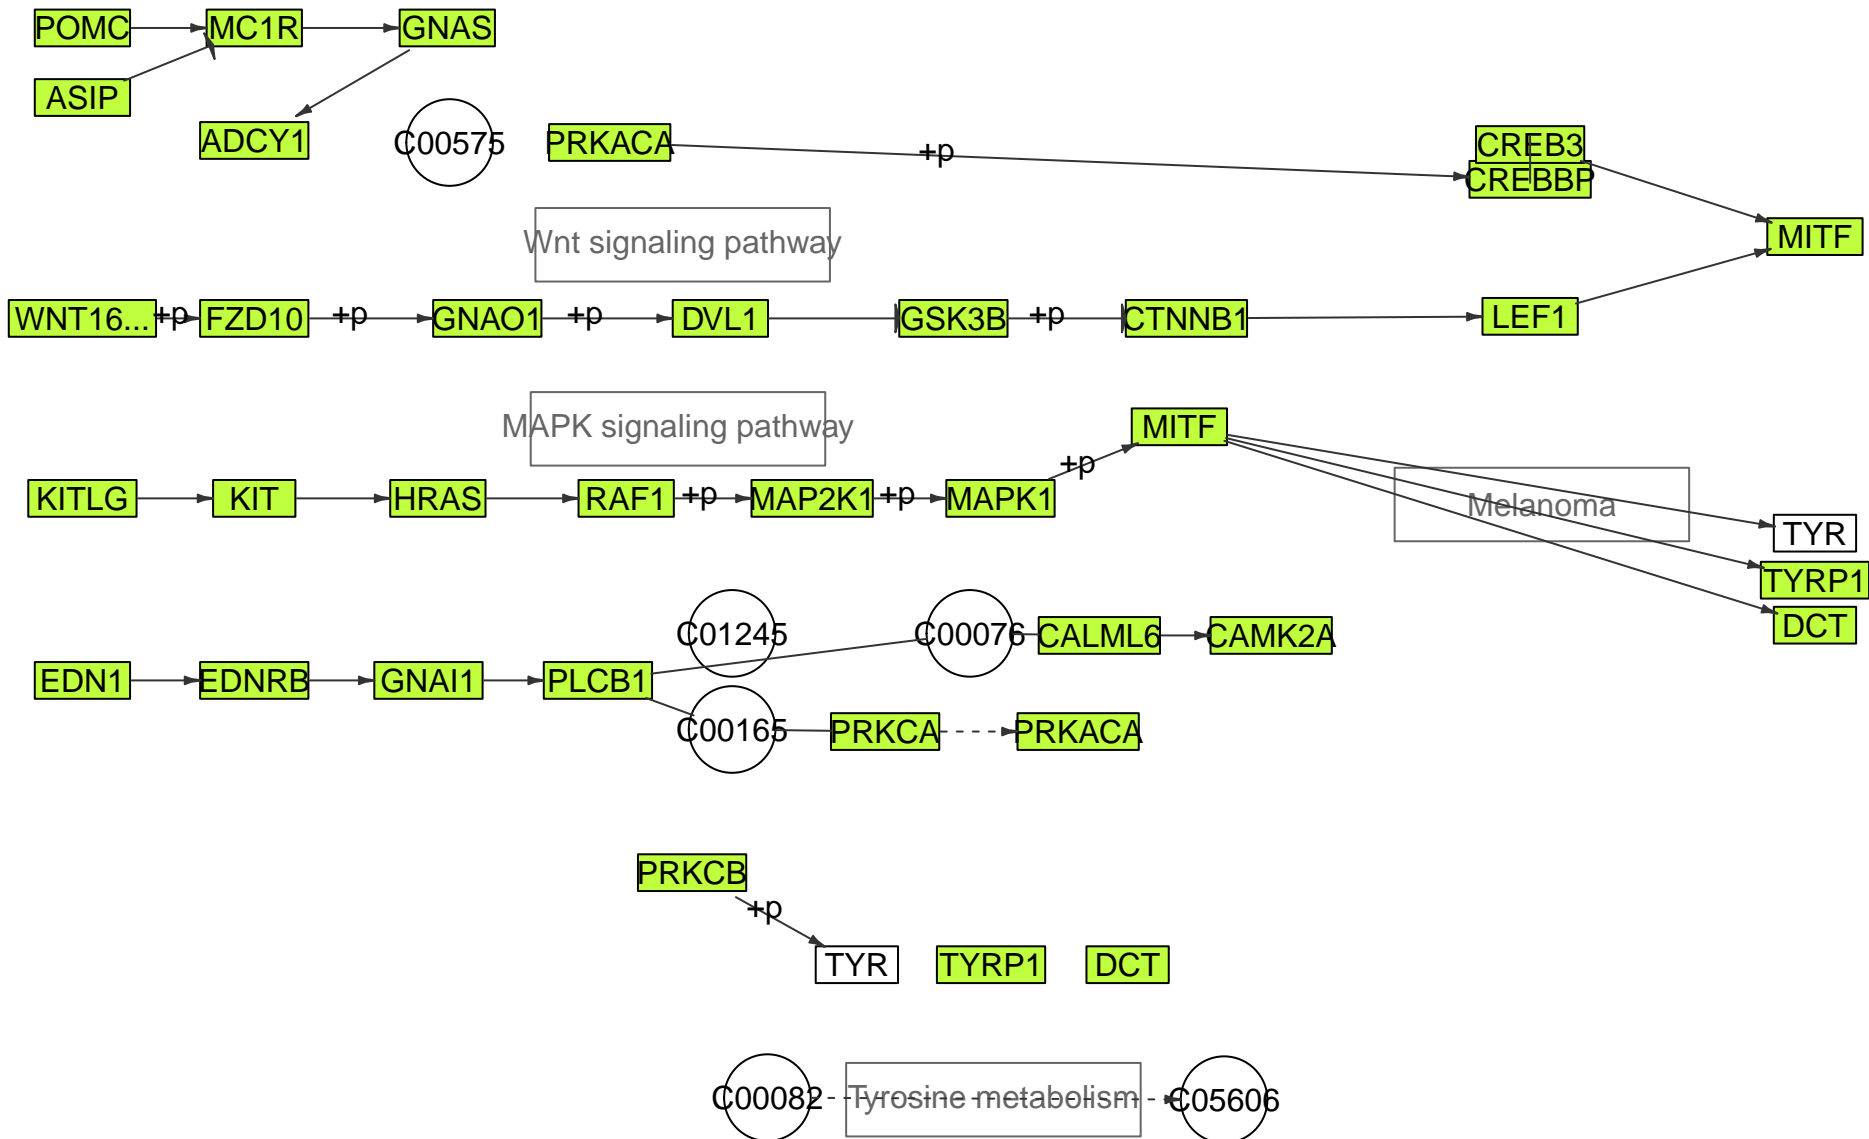 POMC
MC1R
GNAS
ASIP
ADCY1
C00575
PRKACA
+p
CREB3
CREBBP
Wnt signaling pathway
MITF
WNT16...
+p
FZD10
+p
GNAO1
+p
DVL1
GSK3B
+p
CTNNB1
LEF1
MAPK signaling pathway
MITF
+p
KITLG
KIT
HRAS
RAF1
+p
MAP2K1
+p
MAPK1
Melanoma
TYR
TYRP1
DCT
C01245
C00076
CALML6
CAMK2A
EDN1
EDNRB
GNAI1
PLCB1
C00165
PRKCA
PRKACA
PRKCB
+p
TYR
TYRP1
DCT
C00082
Tyrosine metabolism
C05606